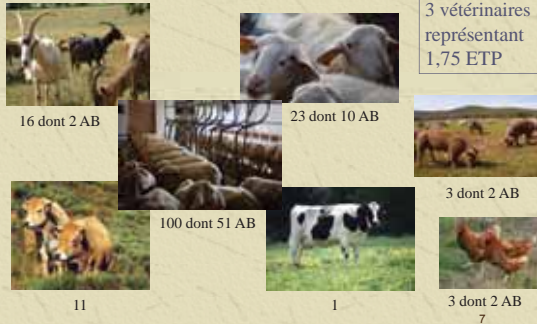 3 vétérinaires
représentant
1,75 ETP
16 dont 2 AB
23 dont 10 AB
3 dont 2 AB
100 dont 51 AB
11
1
3 dont 2 AB
7